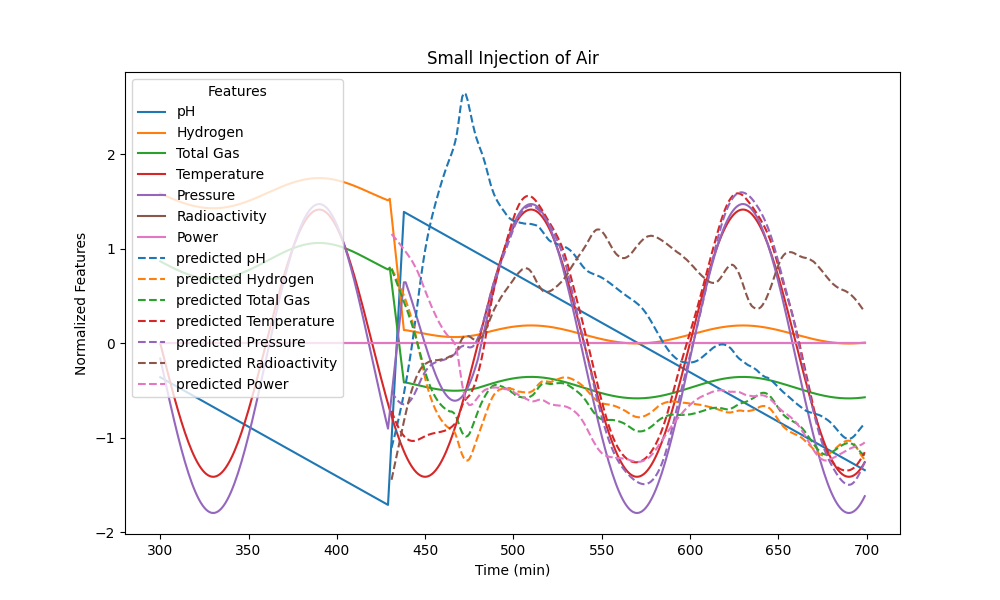 Small Injection of Air
Normalized Features
2
1
0
−1
−2
Features
pH
Hydrogen
Total Gas
Temperature
Pressure
Radioactivity
Power
predicted pH
predicted Hydrogen
predicted Total Gas
predicted Temperature
predicted Pressure
predicted Radioactivity
predicted Power
300 350 400 450 500 550 600 650 700
Time (min)